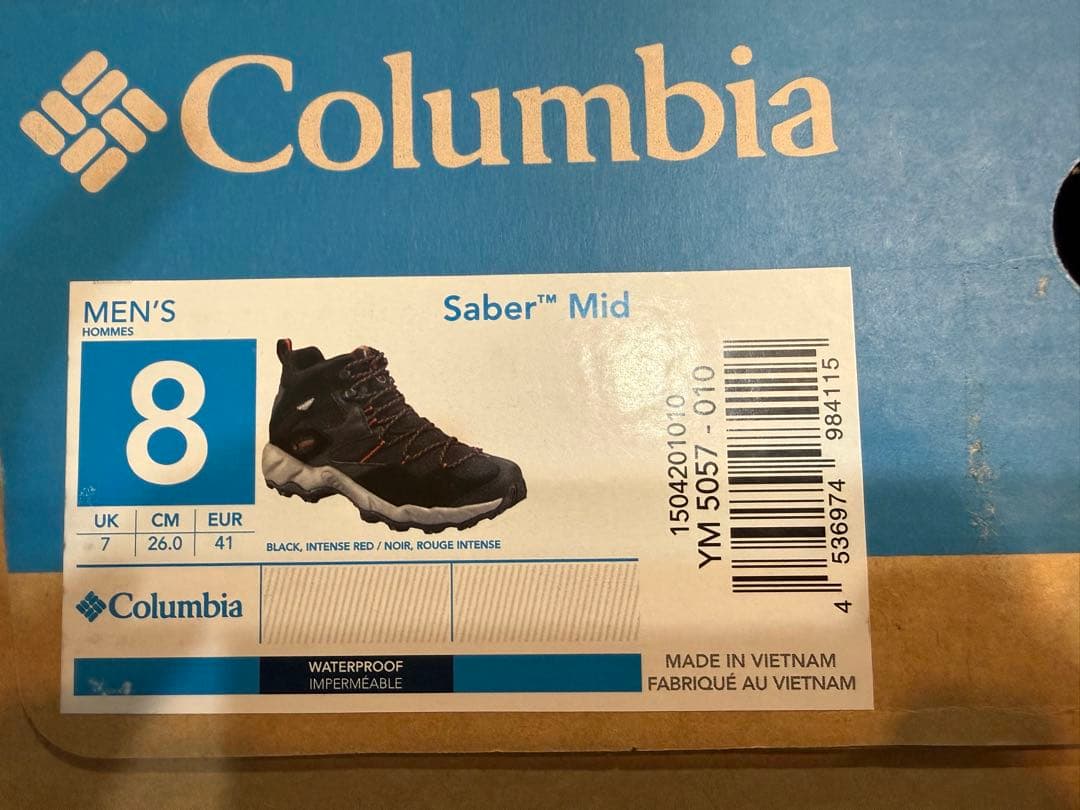 Columbia
MEN'S
HOMMES
Saber™ Mid
8
UK CM EUR
7 26.0 41
BLACK, INTENSE RED / NOIR, ROUGE INTENSE
1504201010
YM 5057 - 010
4 536974 984115
Columbia
WATERPROOF
IMPERMÉABLE
MADE IN VIETNAM
FABRIQUÉ AU VIETNAM